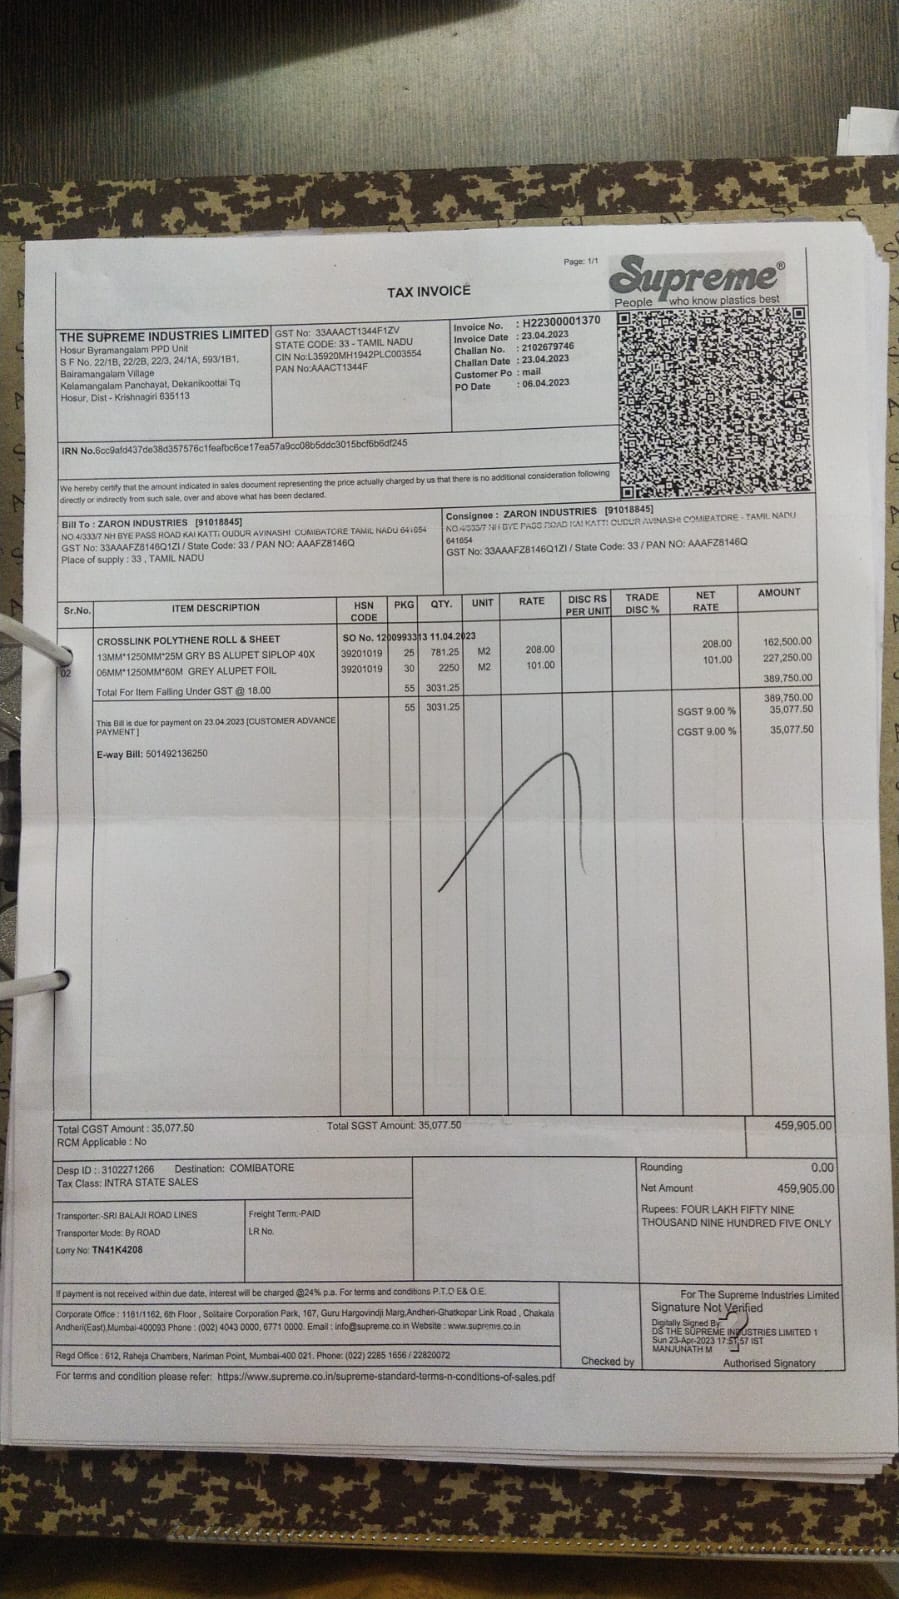 Page: 1/1
Supreme®
People who know plastics best
TAX INVOICE
THE SUPREME INDUSTRIES LIMITED
Hosur Byramangalam PPD Unit
S F No. 22/1B, 22/2B, 22/3, 24/1A, 593/1B1,
Bairamangalam Village
Kelamangalam Panchayat, Dekanikoottai Tq
Hosur, Dist - Krishnagiri 635113
GST No: 33AAACT1344F1ZV
STATE CODE: 33 - TAMIL NADU
CIN No:L35920MH1942PLC003554
PAN No:AAACT1344F
Invoice No. : H22300001370
Invoice Date : 23.04.2023
Challan No. : 2102679746
Challan Date : 23.04.2023
Customer Po : mail
PO Date : 06.04.2023
IRN No.6cc9afd437de38d357576c1feafbc6ce17ea57a9cc08b5ddc3015bcf6b6df245
We hereby certify that the amount indicated in sales document representing the price actually charged by us that there is no additional consideration following
directly or indirectly from such sale, over and above what has been declared.
Bill To : ZARON INDUSTRIES [91018845]
NO.4/333/7 NH BYE PASS ROAD KAI KATTI OUDUR AVINASHI COMIBATORE TAMIL NADU 641654
GST No: 33AAAFZ8146Q1ZI / State Code: 33 / PAN NO: AAAFZ8146Q
Place of supply : 33 , TAMIL NADU
Consignee : ZARON INDUSTRIES [91018845]
NO.4/333/7 NH BYE PASS ROAD KAI KATTI OUDUR AVINASHI COMIBATORE - TAMIL NADU
641654
GST No: 33AAAFZ8146Q1ZI / State Code: 33 / PAN NO: AAAFZ8146Q
Sr.No. ITEM DESCRIPTION HSN CODE PKG QTY. UNIT RATE DISC RS PER UNIT TRADE DISC % NET RATE AMOUNT
CROSSLINK POLYTHENE ROLL & SHEET SO No. 1200993313 11.04.2023
13MM*1250MM*25M GRY BS ALUPET SIPLOP 40X 39201019 25 781.25 M2 208.00 208.00 162,500.00
02 06MM*1250MM*60M GREY ALUPET FOIL 39201019 30 2250 M2 101.00 101.00 227,250.00
Total For Item Falling Under GST @ 18.00 55 3031.25 389,750.00
55 3031.25 389,750.00
This Bill is due for payment on 23.04.2023 [CUSTOMER ADVANCE
PAYMENT ]
SGST 9.00 % 35,077.50
CGST 9.00 % 35,077.50
E-way Bill: 501492136250
Total CGST Amount : 35,077.50 Total SGST Amount: 35,077.50 459,905.00
RCM Applicable : No
Desp ID : 3102271266 Destination: COMIBATORE
Tax Class: INTRA STATE SALES
Rounding 0.00
Net Amount 459,905.00
Rupees: FOUR LAKH FIFTY NINE
THOUSAND NINE HUNDRED FIVE ONLY
Transporter:-SRI BALAJI ROAD LINES
Transporter Mode: By ROAD
Lorry No: TN41K4208
Freight Term:-PAID
LR No.
If payment is not received within due date, interest will be charged @24% p.a. For terms and conditions P.T.O E& O.E.
Corporate Office : 1161/1162, 6th Floor , Solitaire Corporation Park, 167, Guru Hargovindji Marg,Andheri-Ghatkopar Link Road , Chakala
Andheri(East),Mumbai-400093 Phone : (002) 4043 0000, 6771 0000. Email : info@supreme.co.in Website : www.supreme.co.in
Regd Office : 612, Raheja Chambers, Nariman Point, Mumbai-400 021. Phone: (022) 2285 1656 / 22820072
Checked by
For The Supreme Industries Limited
Signature Not Verified
Digitally Signed By:
DS THE SUPREME INDUSTRIES LIMITED 1
Sun 23-Apr-2023 17:51:57 IST
MANJUNATH M
Authorised Signatory
For terms and condition please refer: https://www.supreme.co.in/supreme-standard-terms-n-conditions-of-sales.pdf